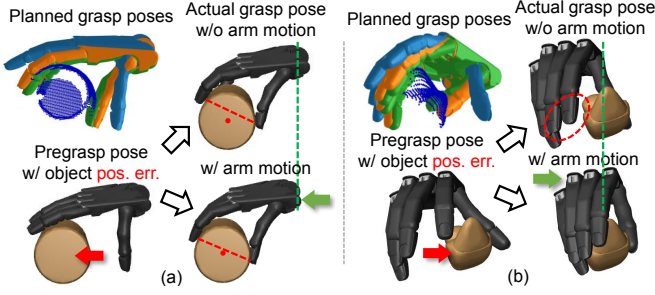 Planned grasp poses
Actual grasp pose
w/o arm motion
Pregrasp pose
w/ object pos. err.
w/ arm motion
(a)
Planned grasp poses
Actual grasp pose
w/o arm motion
Pregrasp pose
w/ object pos. err.
w/ arm motion
(b)